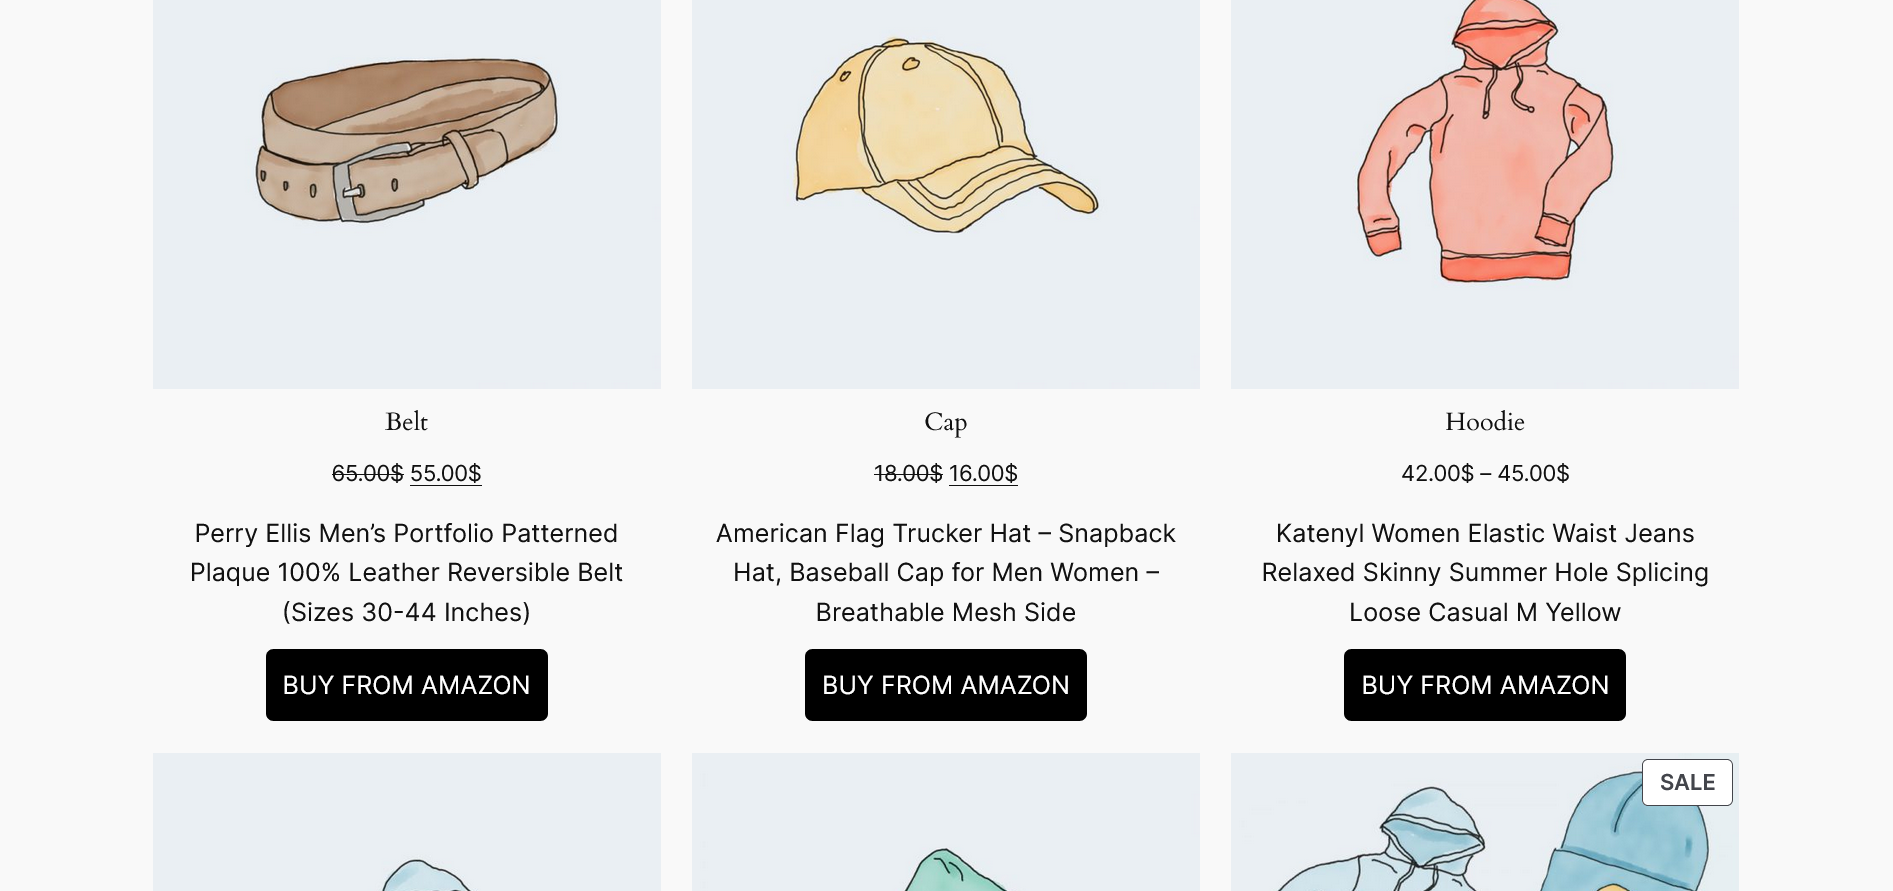 Belt
65.00$ 55.00$
Perry Ellis Men’s Portfolio Patterned
Plaque 100% Leather Reversible Belt
(Sizes 30-44 Inches)
BUY FROM AMAZON
Cap
18.00$ 16.00$
American Flag Trucker Hat – Snapback
Hat, Baseball Cap for Men Women –
Breathable Mesh Side
BUY FROM AMAZON
Hoodie
42.00$ – 45.00$
Katenyl Women Elastic Waist Jeans
Relaxed Skinny Summer Hole Splicing
Loose Casual M Yellow
BUY FROM AMAZON
SALE